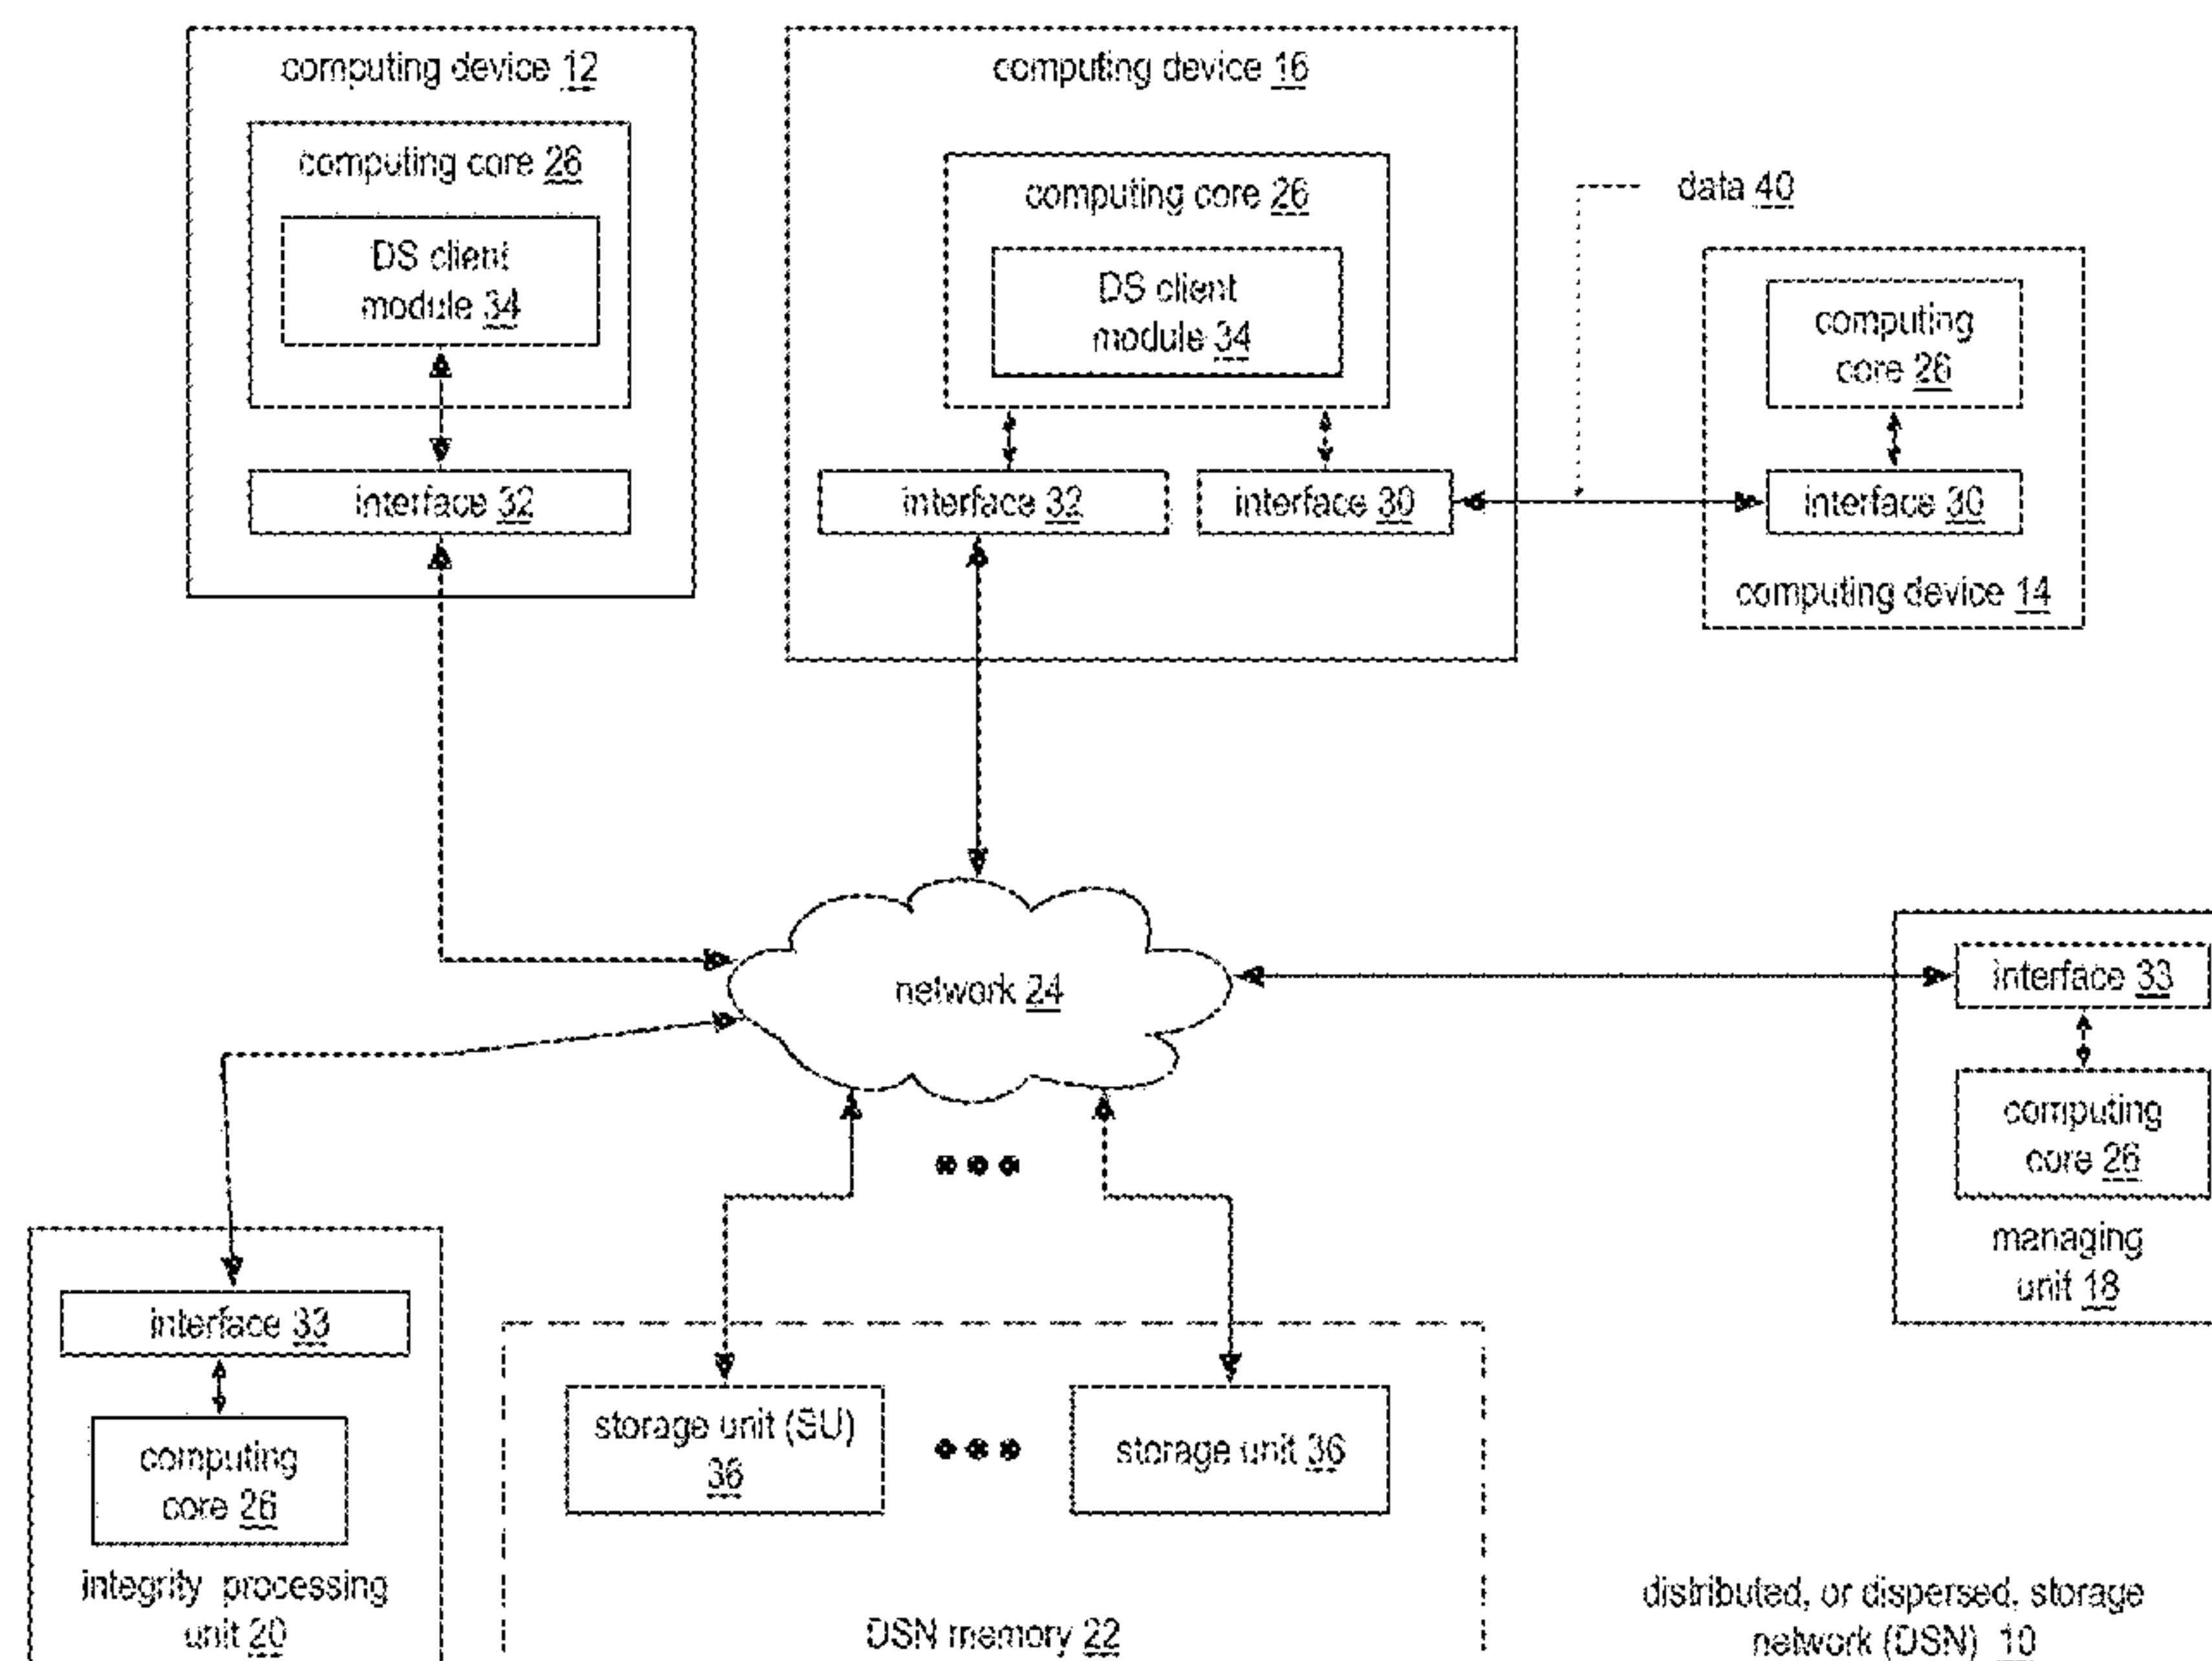 computing device 12
computing core 26
DS client
module 34
interface 32
computing device 16
computing core 26
DS client
module 34
interface 32
interface 30
data 40
computing
core 26
interface 30
computing device 14
network 24
interface 33
computing
core 26
managing
unit 18
interface 33
computing
core 26
integrity processing
unit 20
storage unit (SU)
36
storage unit 36
DSN memory 22
distributed, or dispersed, storage
network (DSN) 10